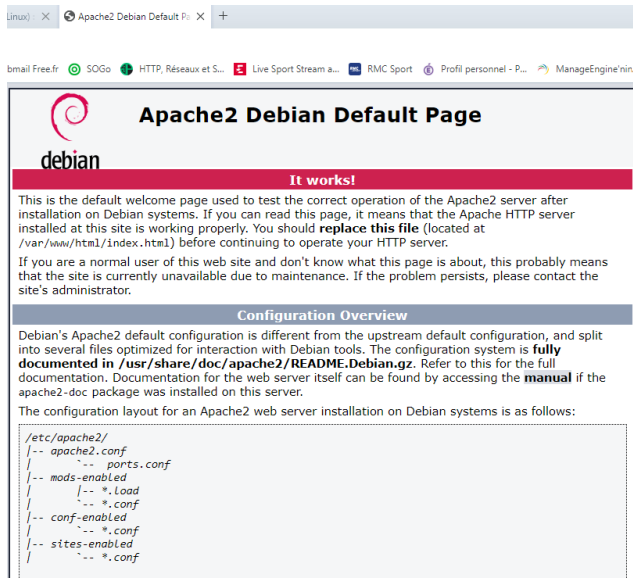 Linux)
Apache2 Debian Default Pa
bmail Free.fr SOGo HTTP, Réseaux et S... Live Sport Stream a... RMC Sport Profil personnel - P... ManageEngine'nin
debian
Apache2 Debian Default Page
It works!
This is the default welcome page used to test the correct operation of the Apache2 server after
installation on Debian systems. If you can read this page, it means that the Apache HTTP server
installed at this site is working properly. You should replace this file (located at
/var/www/html/index.html) before continuing to operate your HTTP server.
If you are a normal user of this web site and don't know what this page is about, this probably means
that the site is currently unavailable due to maintenance. If the problem persists, please contact the
site's administrator.
Configuration Overview
Debian's Apache2 default configuration is different from the upstream default configuration, and split
into several files optimized for interaction with Debian tools. The configuration system is fully
documented in /usr/share/doc/apache2/README.Debian.gz. Refer to this for the full
documentation. Documentation for the web server itself can be found by accessing the manual if the
apache2-doc package was installed on this server.
The configuration layout for an Apache2 web server installation on Debian systems is as follows:
/etc/apache2/
|-- apache2.conf
|       `-- ports.conf
|-- mods-enabled
|       |-- *.load
|       `-- *.conf
|-- conf-enabled
|       `-- *.conf
|-- sites-enabled
|       `-- *.conf